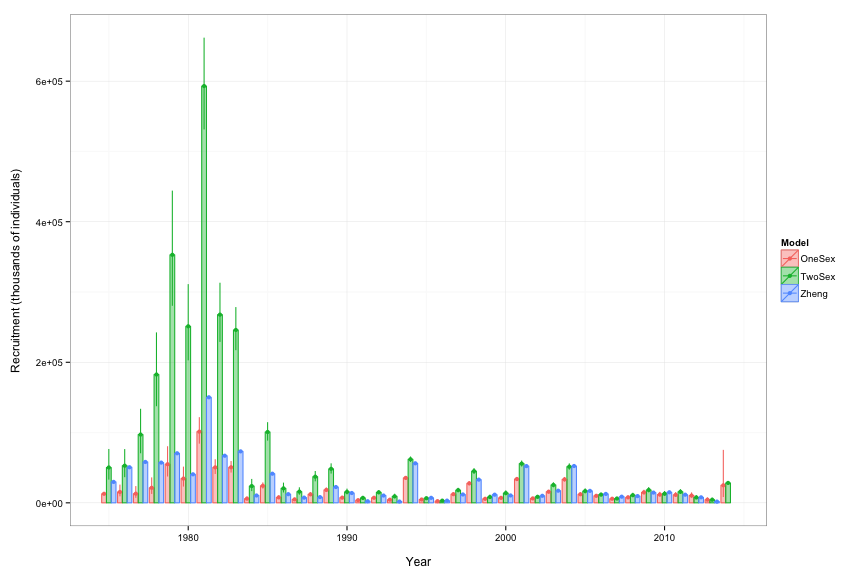 Recruitment (thousands of individuals)
6e+05
4e+05
2e+05
0e+00
1980
1990
2000
2010
Year
Model
OneSex
TwoSex
Zheng